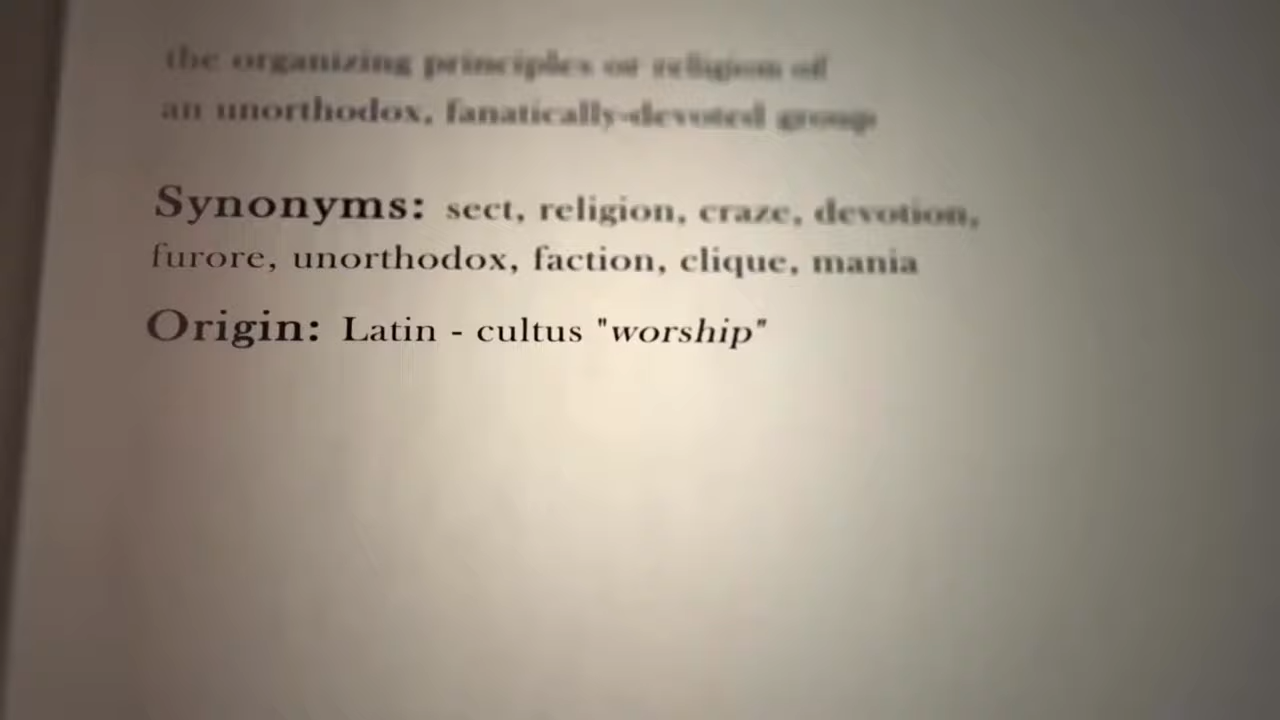 the organizing principles or religion of
an unorthodox, fanatically-devoted group
Synonyms: sect, religion, craze, devotion,
furore, unorthodox, faction, clique, mania
Origin: Latin - cultus "worship"